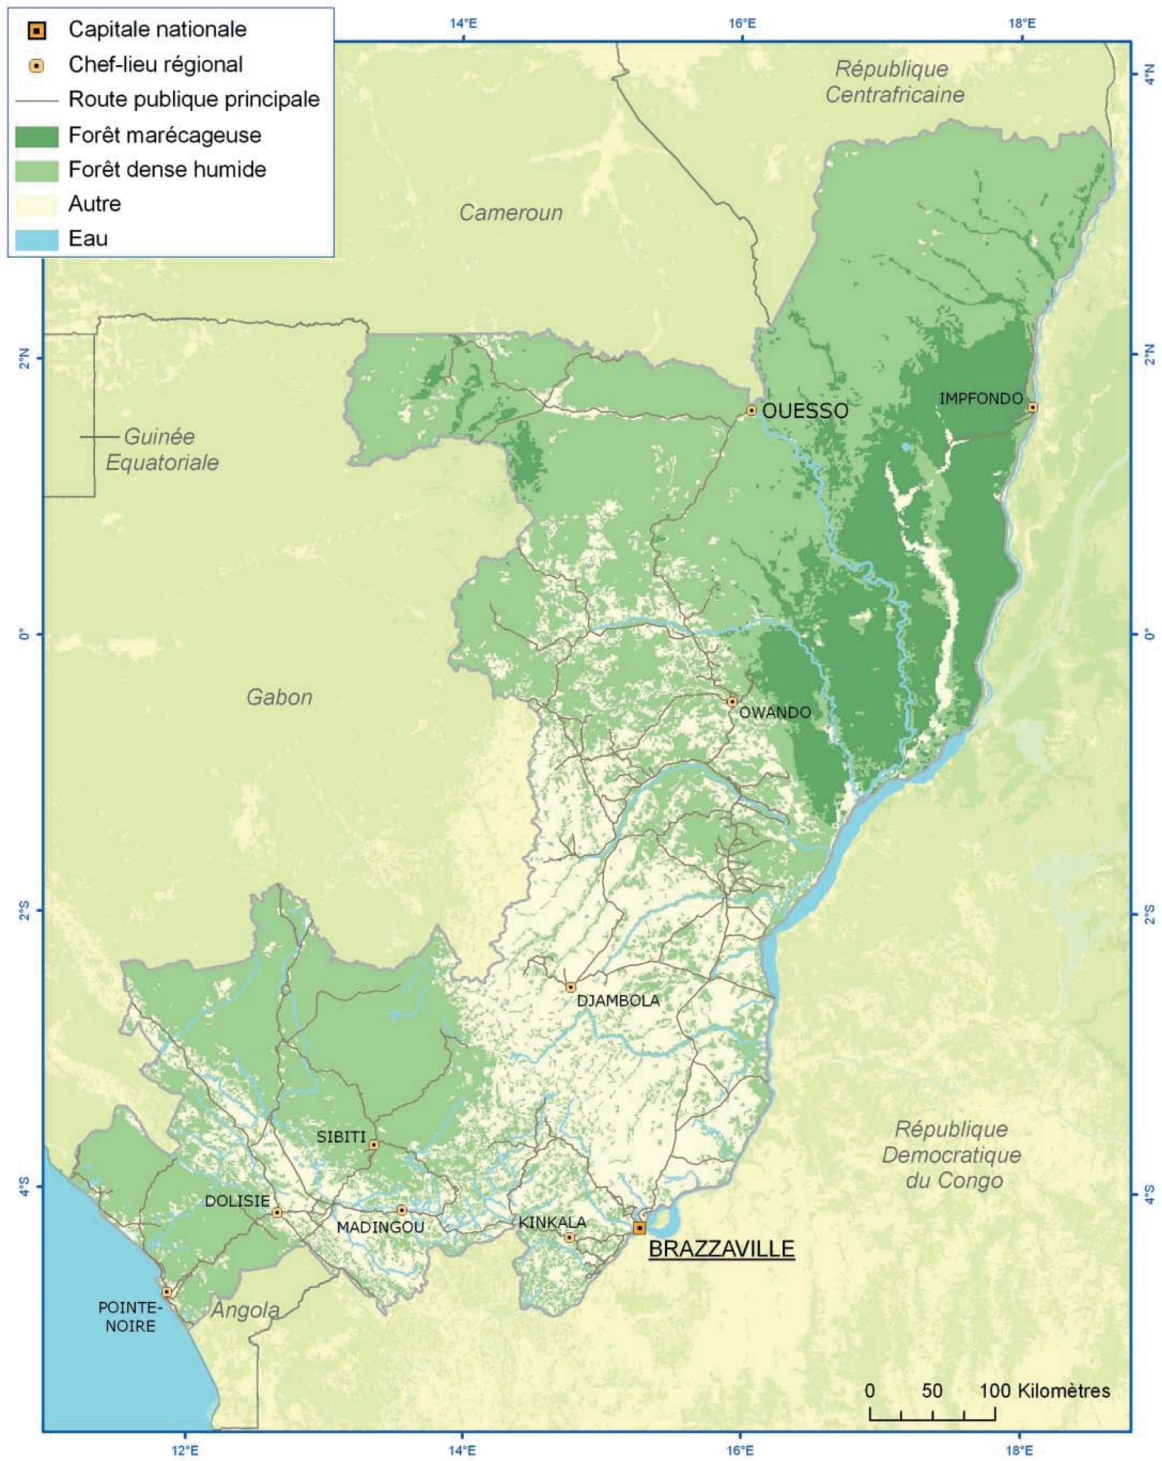 Capitale nationale
Chef-lieu régional
Route publique principale
Forêt marécageuse
Forêt dense humide
Autre
Eau
14°E
16°E
18°E
République
Centrafricaine
4°N
Cameroun
2°N
2°N
IMPFONDO
OUESSO
Guinée
Equatoriale
0°
0°
Gabon
OWANDO
2°S
2°S
DJAMBOLA
République
Democratique
du Congo
SIBITI
4°S
4°S
DOLISIE
MADINGOU
KINKALA
BRAZZAVILLE
POINTE-
NOIRE
Angola
0 50 100 Kilomètres
12°E
14°E
16°E
18°E